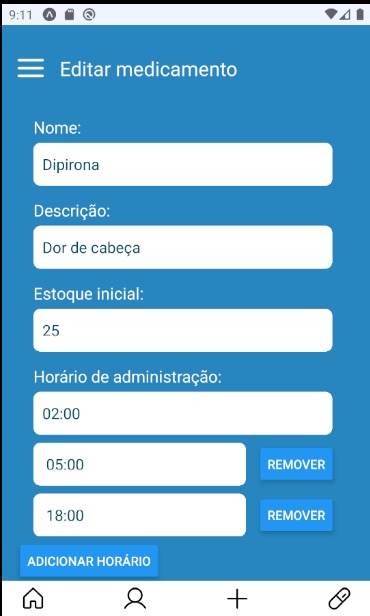 9:11
Editar medicamento
Nome:
Dipirona
Descrição:
Dor de cabeça
Estoque inicial:
25
Horário de administração:
02:00
05:00 REMOVER
18:00 REMOVER
ADICIONAR HORÁRIO